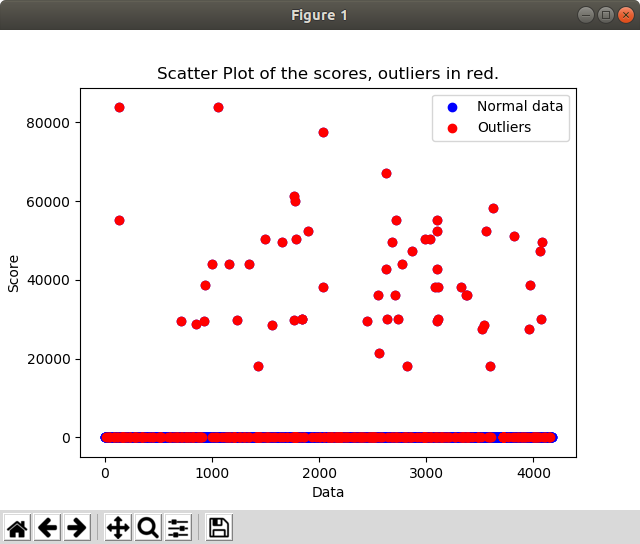 Figure 1
Scatter Plot of the scores, outliers in red.
Normal data
Outliers
80000
60000
40000
20000
0
Score
0 1000 2000 3000 4000
Data